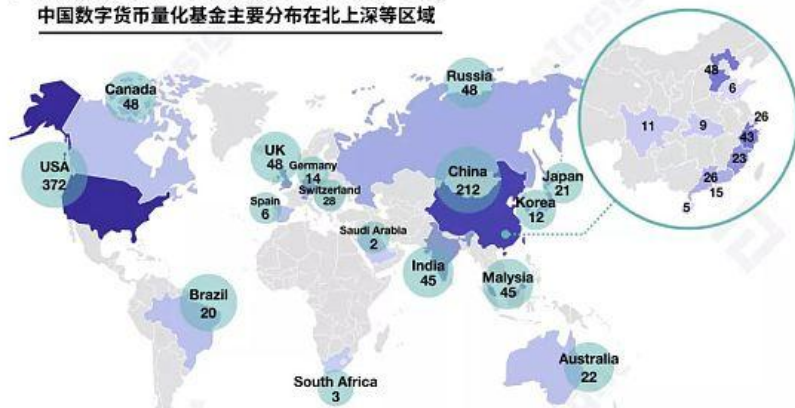 中国数字货币量化基金主要分布在北上深等区域
Canada
48
Russia
48
USA
372
UK
48
Germany
14
Switzerland
28
Spain
6
China
212
Japan
21
Korea
12
Saudi Arabia
2
India
45
Malysia
45
Brazil
20
South Africa
3
Australia
22
48
6
11
9
26
43
23
26
15
5